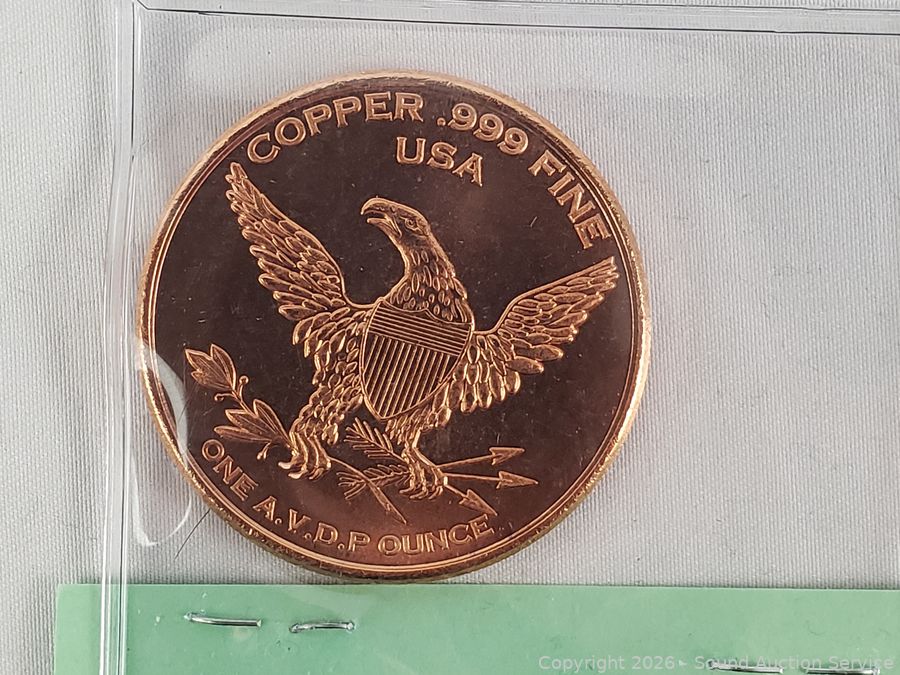 COPPER .999 FINE
USA
ONE A.V.D.P OUNCE
Copyright 2026 - Sound Auction Service